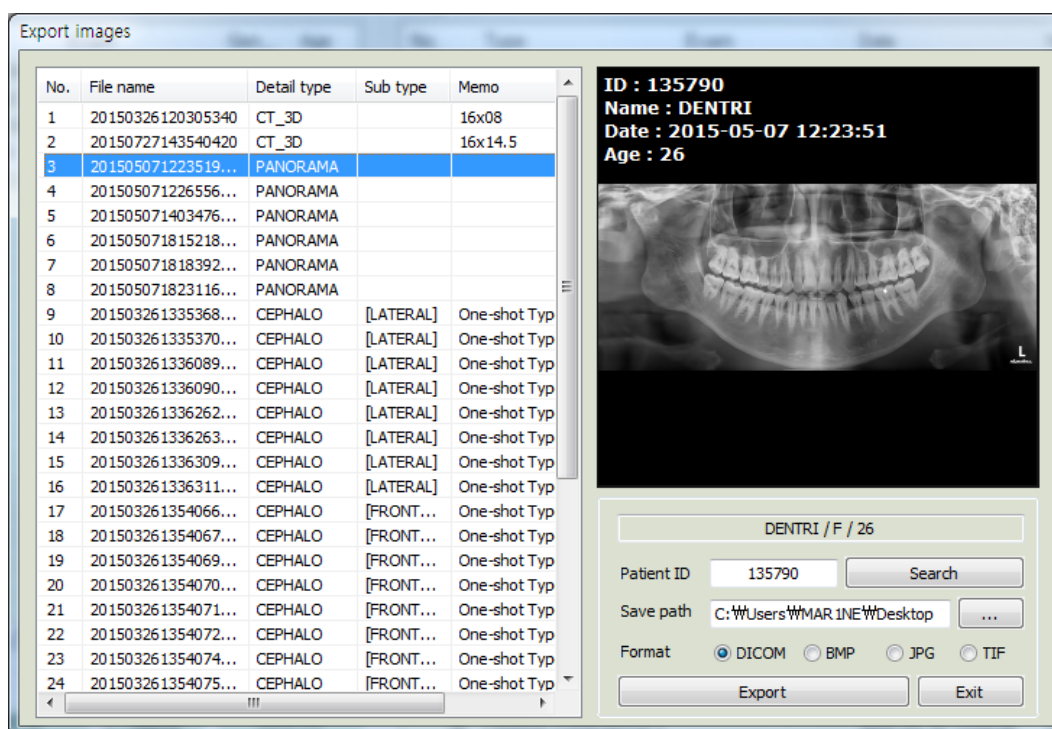 Export images
No. File name Detail type Sub type Memo
1 20150326120305340 CT_3D 16x08
2 20150727143540420 CT_3D 16x14.5
3 201505071223519... PANORAMA
4 201505071226556... PANORAMA
5 201505071403476... PANORAMA
6 201505071815218... PANORAMA
7 201505071818392... PANORAMA
8 201505071823116... PANORAMA
9 201503261335368... CEPHALO [LATERAL] One-shot Typ
10 201503261335370... CEPHALO [LATERAL] One-shot Typ
11 201503261336089... CEPHALO [LATERAL] One-shot Typ
12 201503261336090... CEPHALO [LATERAL] One-shot Typ
13 201503261336262... CEPHALO [LATERAL] One-shot Typ
14 201503261336263... CEPHALO [LATERAL] One-shot Typ
15 201503261336309... CEPHALO [LATERAL] One-shot Typ
16 201503261336311... CEPHALO [LATERAL] One-shot Typ
17 201503261354066... CEPHALO [FRONT... One-shot Typ
18 201503261354067... CEPHALO [FRONT... One-shot Typ
19 201503261354069... CEPHALO [FRONT... One-shot Typ
20 201503261354070... CEPHALO [FRONT... One-shot Typ
21 201503261354071... CEPHALO [FRONT... One-shot Typ
22 201503261354072... CEPHALO [FRONT... One-shot Typ
23 201503261354074... CEPHALO [FRONT... One-shot Typ
24 201503261354075... CEPHALO [FRONT... One-shot Typ
ID : 135790
Name : DENTRI
Date : 2015-05-07 12:23:51
Age : 26
L
DENTRI / F / 26
Patient ID 135790 Search
Save path C:₩Users₩MAR1NE₩Desktop ...
Format DICOM BMP JPG TIF
Export Exit